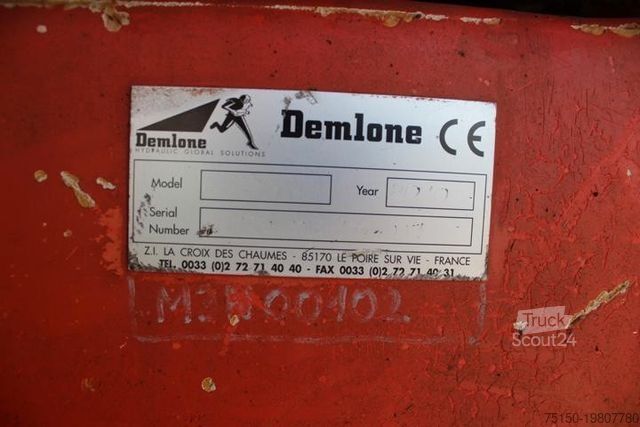 Demlone
HYDRAULIC GLOBAL SOLUTIONS
Demlone CE
Model
Year
Serial
Number
Z.I. LA CROIX DES CHAUMES - 85170 LE POIRE SUR VIE - FRANCE
TEL. 0033 (0)2 72 71 40 40 - FAX 0033 (0)2 72 71 40 31
Truck
Scout24
75150-19807780